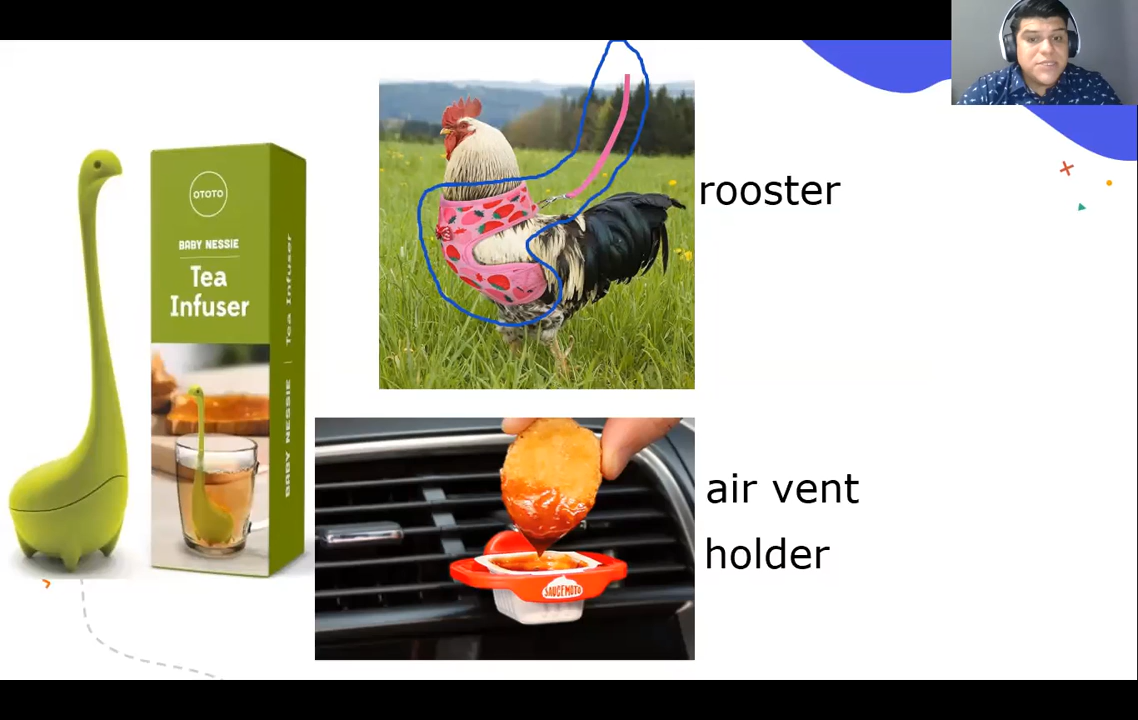 OTOTO
BABY NESSIE
Tea
Infuser
BABY NESSIE | Tea Infuser
rooster
SAUCEMOTO
air vent
holder